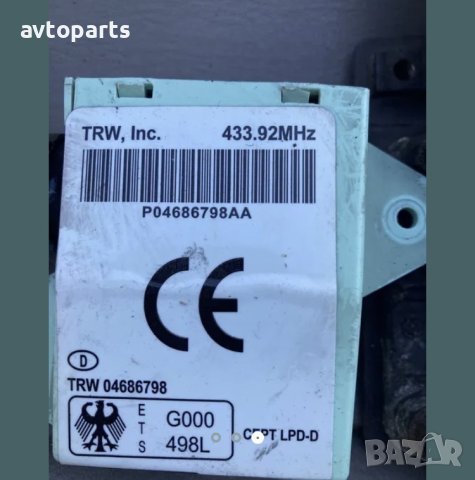 avtoparts
TRW, Inc. 433.92MHz
P04686798AA
CE
D
TRW 04686798
E
T
S
G000
498L
CEPT LPD-D
BAZAR